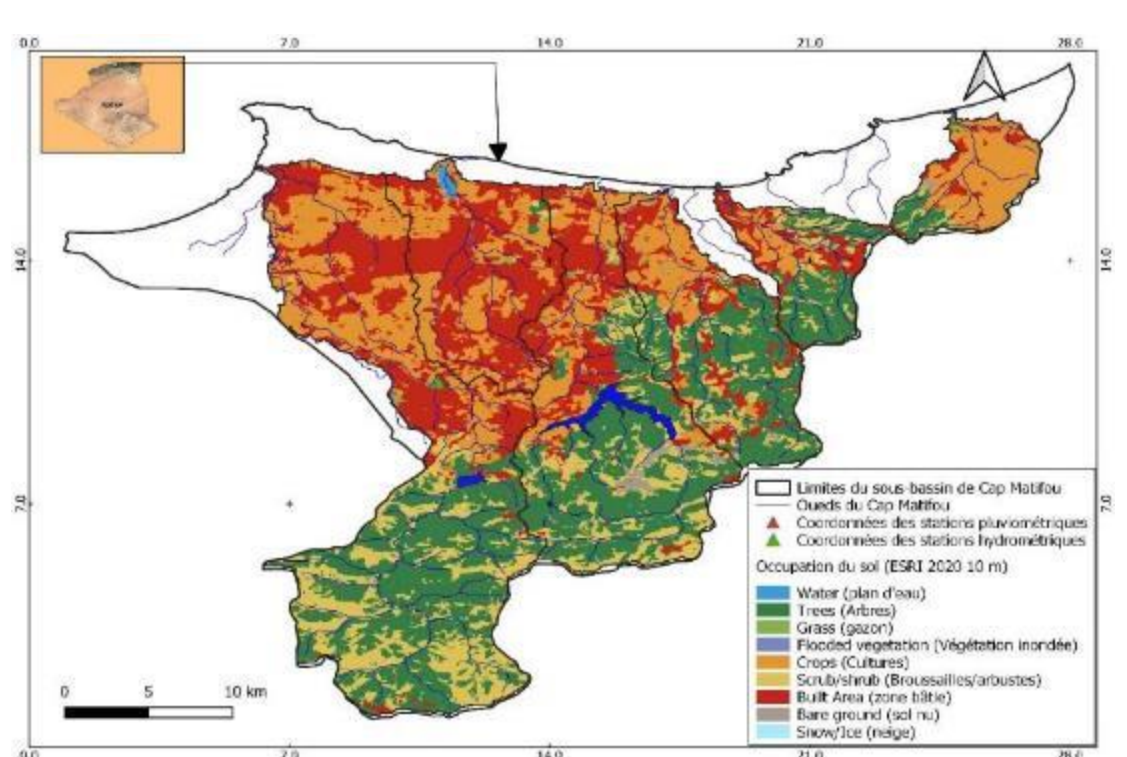 0.0 7.0 14.0 21.0 28.0
14.0 14.0
7.0 7.0
Limites du sous-bassin de Cap Matifou
Oueds du Cap Matifou
Coordonnées des stations pluviométriques
Coordonnées des stations hydrométriques
Occupation du sol (ESRI 2020 10 m)
Water (plan d'eau)
Trees (Arbres)
Grass (gazon)
Flooded vegetation (Végétation inondée)
Crops (Cultures)
Scrub/shrub (Broussailles/arbustes)
Built Area (zone bâtie)
Bare ground (sol nu)
Snow/Ice (neige)
0 5 10 km
0.0 7.0 14.0 21.0 28.0